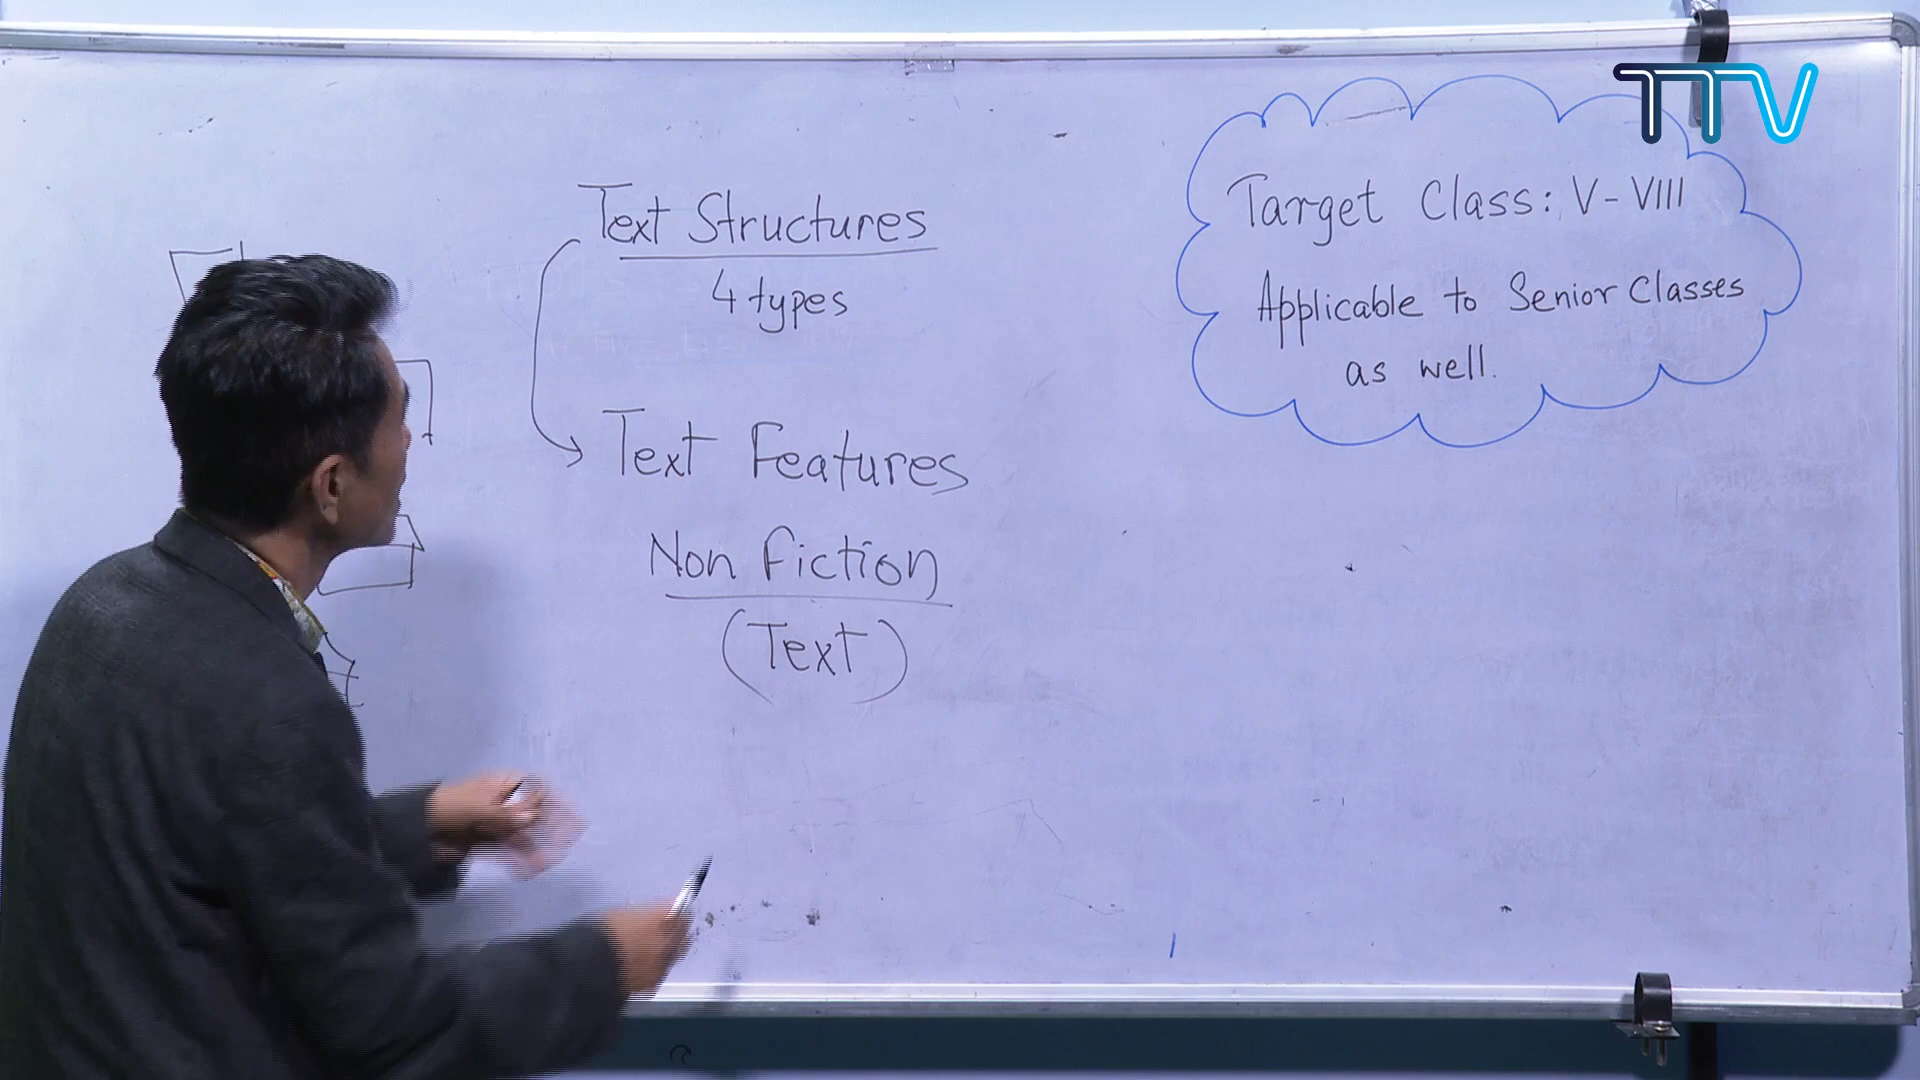 TTV
Text Structures
4 types
Text Features
Non Fiction
(Text)
Target Class: V-VIII
Applicable to Senior Classes
as well.